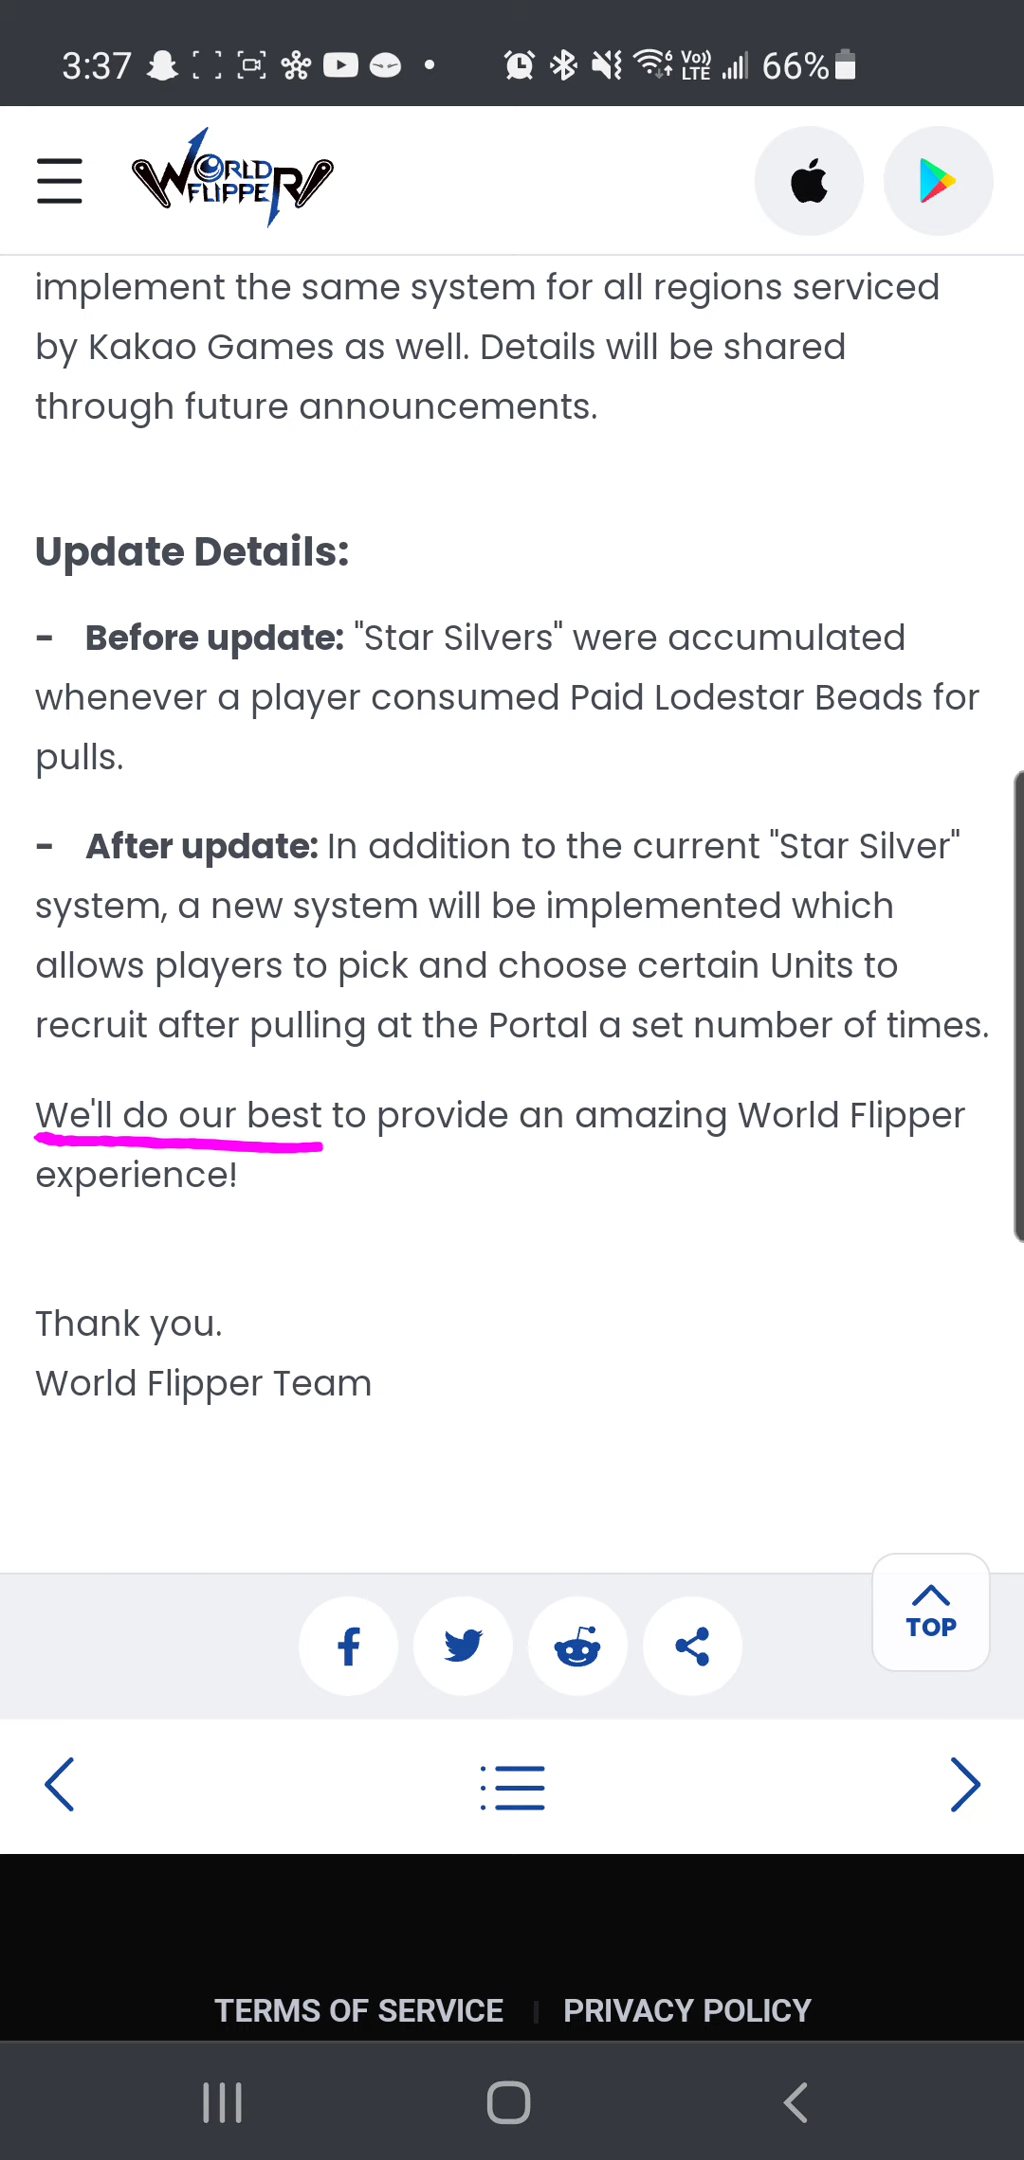 3:37
Vo))
LTE
66%
WORLD
FLIPPER
implement the same system for all regions serviced
by Kakao Games as well. Details will be shared
through future announcements.
Update Details:
- Before update: "Star Silvers" were accumulated
whenever a player consumed Paid Lodestar Beads for
pulls.
- After update: In addition to the current "Star Silver"
system, a new system will be implemented which
allows players to pick and choose certain Units to
recruit after pulling at the Portal a set number of times.
We'll do our best to provide an amazing World Flipper
experience!
Thank you.
World Flipper Team
TOP
TERMS OF SERVICE | PRIVACY POLICY